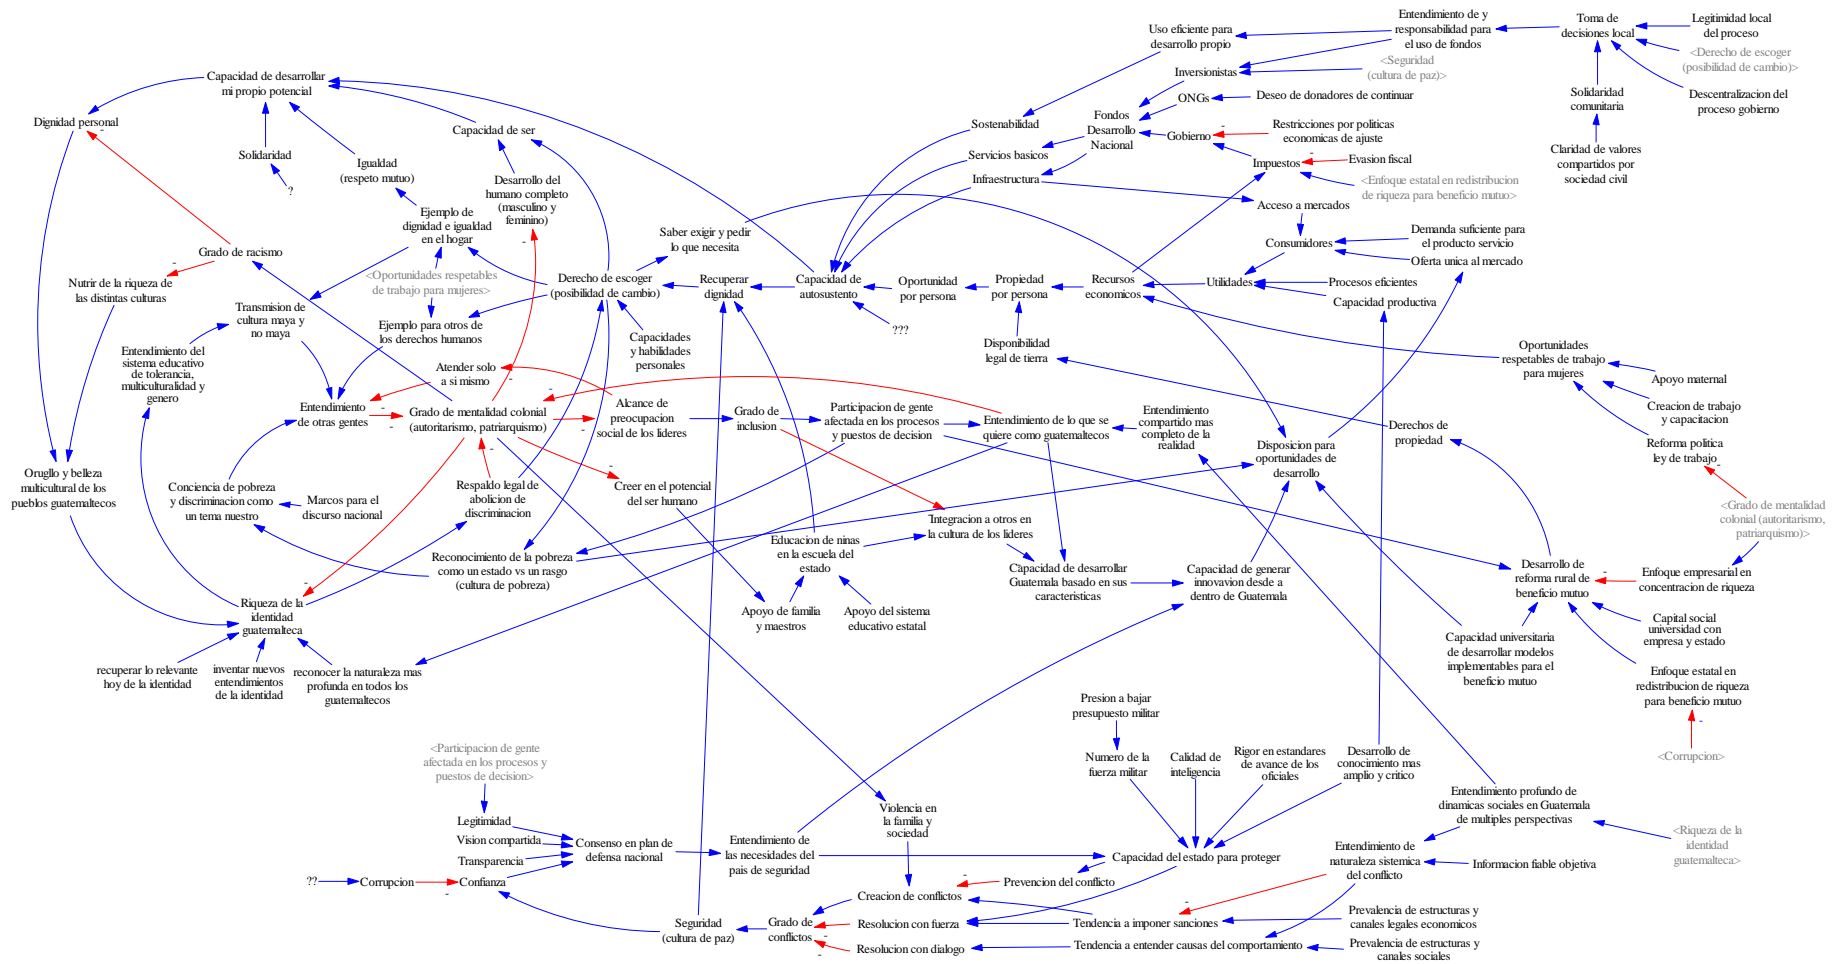 Uso eficiente para
desarrollo propio
Entendimiento de y
responsabilidad para
el uso de fondos
Toma de
decisiones local
Legitimidad local
del proceso
<Derecho de escoger
(posibilidad de cambio)>
Descentralizacion del
proceso gobierno
Solidaridad
comunitaria
Claridad de valores
compartidos por
sociedad civil
<Seguridad
(cultura de paz)>
Inversionistas
ONGs
Deseo de donadores de continuar
Fondos
Desarrollo
Nacional
Gobierno
Restricciones por politicas
economicas de ajuste
Impuestos
Evasion fiscal
<Enfoque estatal en redistribucion
de riqueza para beneficio mutuo>
Sostenabilidad
Servicios basicos
Infraestructura
Acceso a mercados
Consumidores
Demanda suficiente para
el producto servicio
Oferta unica al mercado
Utilidades
Procesos eficientes
Capacidad productiva
Recursos
economicos
Propiedad
por persona
Oportunidad
por persona
Disponibilidad
legal de tierra
Capacidad de
autosustento
???
Recuperar
dignidad
Saber exigir y pedir
lo que necesita
Derecho de escoger
(posibilidad de cambio)
Capacidades
y habilidades
personales
Capacidad de desarrollar
mi propio potencial
Dignidad personal
-
Solidaridad
?
Igualdad
(respeto mutuo)
Capacidad de ser
Desarrollo del
humano completo
(masculino y
feminino)
-
Ejemplo de
dignidad e igualdad
en el hogar
<Oportunidades respetables
de trabajo para mujeres>
Ejemplo para otros de
los derechos humanos
Grado de racismo
-
Nutrir de la riqueza de
las distintas culturas
Transmision de
cultura maya y
no maya
Entendimiento del
sistema educativo
de tolerancia,
multiculturalidad y
genero
Atender solo
a si mismo
-
Entendimiento
de otras gentes
-
Grado de mentalidad colonial
(autoritarismo, patriarquismo)
-
Alcance de
preocupacion
social de los lideres
Grado de
inclusion
Participacion de gente
afectada en los procesos
y puestos de decision
Entendimiento de lo que se
quiere como guatemaltecos
Entendimiento
compartido mas
completo de la
realidad
Disposicion para
oportunidades de
desarrollo
Derechos de
propiedad
Oportunidades
respetables de trabajo
para mujeres
Apoyo maternal
Creacion de trabajo
y capacitacion
Reforma politica
ley de trabajo
-
<Grado de mentalidad
colonial (autoritarismo,
patriarquismo)>
Orugllo y belleza
multicultural de los
pueblos guatemaltecos
Conciencia de pobreza
y discriminacion como
un tema nuestro
Marcos para el
discurso nacional
Respaldo legal de
abolicion de
discriminacion
-
Creer en el potencial
del ser humano
Integracion a otros en
la cultura de los lideres
Educacion de ninas
en la escuela del
estado
Reconocimiento de la pobreza
como un estado vs un rasgo
(cultura de pobreza)
Apoyo de familia
y maestros
Apoyo del sistema
educativo estatal
Capacidad de desarrollar
Guatemala basado en sus
caracteristicas
Capacidad de generar
innovavion desde a
dentro de Guatemala
Desarrollo de
reforma rural de
beneficio mutuo
-
Enfoque empresarial en
concentracion de riqueza
Capital social
universidad con
empresa y estado
Capacidad universitaria
de desarrollar modelos
implementables para el
beneficio mutuo
Enfoque estatal en
redistribucion de riqueza
para beneficio mutuo
-
<Corrupcion>
Riqueza de la
identidad
guatemalteca
-
recuperar lo relevante
hoy de la identidad
inventar nuevos
entendimientos
de la identidad
reconocer la naturaleza mas
profunda en todos los
guatemaltecos
Presion a bajar
presupuesto militar
Numero de la
fuerza militar
Calidad de
inteligencia
Rigor en estandares
de avance de los
oficiales
Desarrollo de
conocimiento mas
amplio y critico
Entendimiento profundo de
dinamicas sociales en Guatemala
de multiples perspectivas
<Riqueza de la
identidad
guatemalteca>
<Participacion de gente
afectada en los procesos y
puestos de decision>
Legitimidad
Vision compartida
Transparencia
Confianza
-
??
Corrupcion
Consenso en plan de
defensa nacional
Entendimiento de
las necesidades del
pais de seguridad
Violencia en
la familia y
sociedad
Capacidad del estado para proteger
Prevencion del conflicto
-
Creacion de conflictos
Entendimiento de
naturaleza sistemica
del conflicto
Informacion fiable objetiva
Seguridad
(cultura de paz)
Grado de
conflictos
-
-
Resolucion con fuerza
Resolucion con dialogo
Tendencia a imponer sanciones
-
Tendencia a entender causas del comportamiento
Prevalencia de estructuras y
canales legales economicos
Prevalencia de estructuras y
canales sociales